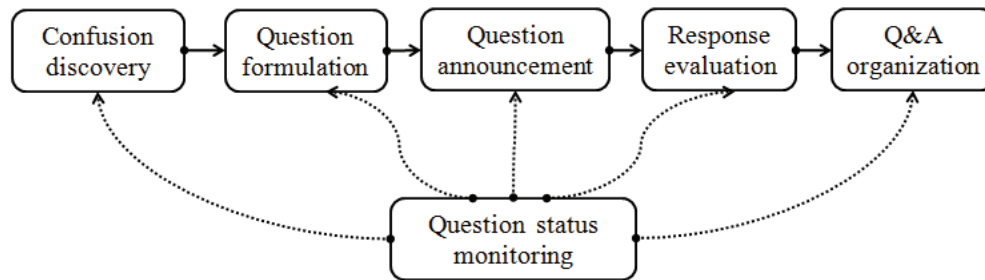 Confusion
discovery
Question
formulation
Question
announcement
Response
evaluation
Q&A
organization
Question status
monitoring